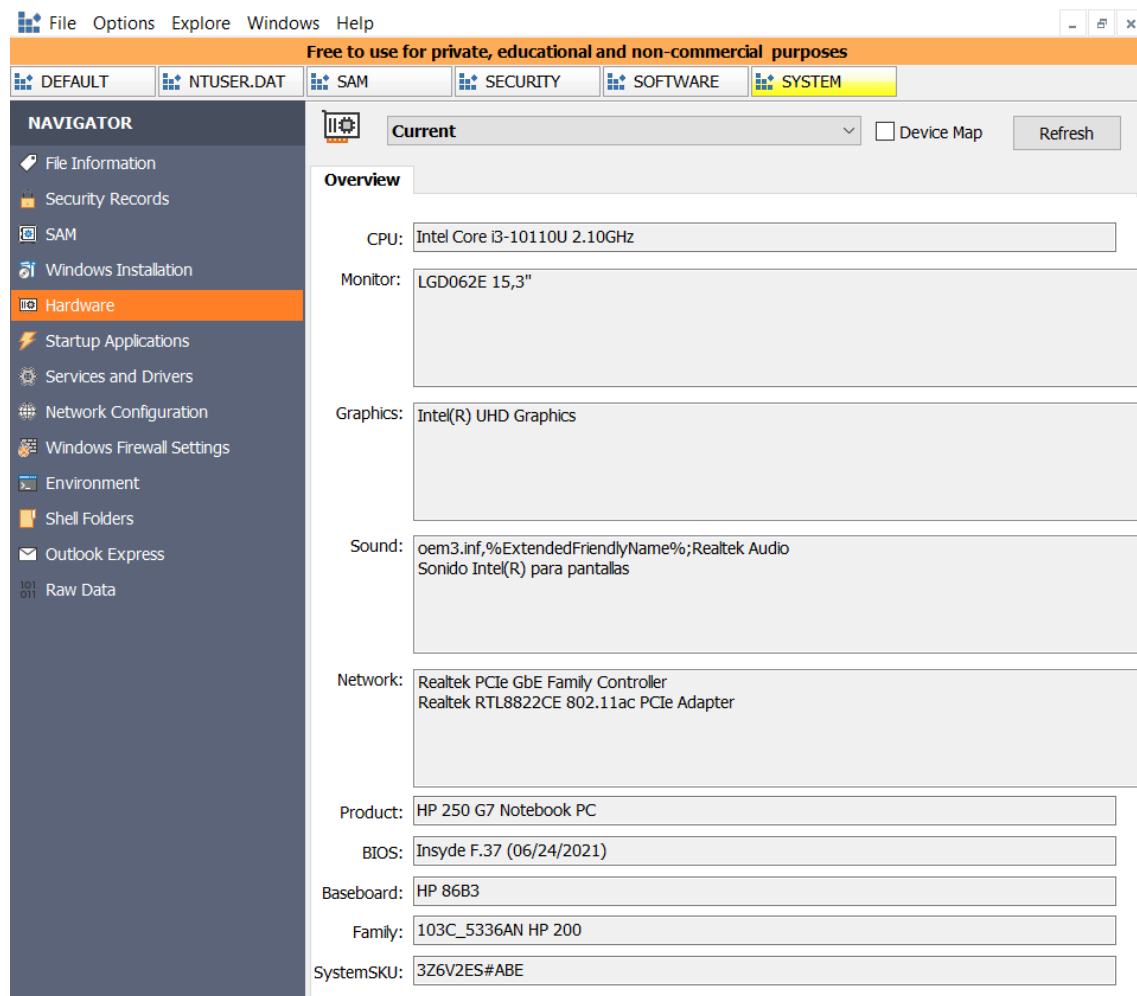 File Options Explore Windows Help
Free to use for private, educational and non-commercial purposes
DEFAULT NTUSER.DAT SAM SECURITY SOFTWARE SYSTEM
NAVIGATOR
File Information
Security Records
SAM
Windows Installation
Hardware
Startup Applications
Services and Drivers
Network Configuration
Windows Firewall Settings
Environment
Shell Folders
Outlook Express
Raw Data
Current Device Map Refresh
Overview
CPU: Intel Core i3-10110U 2.10GHz
Monitor: LGD062E 15,3"
Graphics: Intel(R) UHD Graphics
Sound: oem3.inf,%ExtendedFriendlyName%;Realtek Audio
Sonido Intel(R) para pantallas
Network: Realtek PCIe GbE Family Controller
Realtek RTL8822CE 802.11ac PCIe Adapter
Product: HP 250 G7 Notebook PC
BIOS: Insyde F.37 (06/24/2021)
Baseboard: HP 86B3
Family: 103C_5336AN HP 200
SystemSKU: 3Z6V2ES#ABE